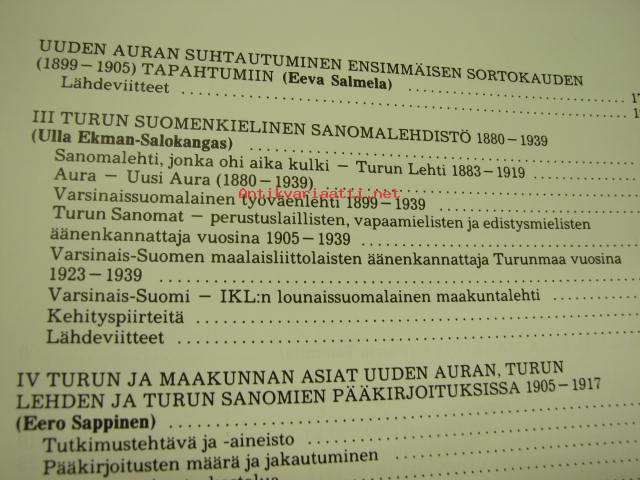 UUDEN AURAN SUHTAUTUMINEN ENSIMMÄISEN SORTOKAUDEN
(1899−1905) TAPAHTUMIIN (Eeva Salmela)
Lähdeviitteet
III TURUN SUOMENKIELINEN SANOMALEHDISTÖ 1880−1939
(Ulla Ekman-Salokangas)
Sanomalehti, jonka ohi aika kulki − Turun Lehti 1883−1919
Aura − Uusi Aura (1880−1939)
Antikvariaatti.net
Varsinaissuomalainen työväenlehti 1899−1939
Turun Sanomat − perustuslaillisten, vapaamielisten ja edistysmielisten
äänenkannattaja vuosina 1905−1939
Varsinais-Suomen maalaisliittolaisten äänenkannattaja Turunmaa vuosina
1923−1939
Varsinais-Suomi − IKL:n lounaissuomalainen maakuntalehti
Kehityspiirteitä
Lähdeviitteet
IV TURUN JA MAAKUNNAN ASIAT UUDEN AURAN, TURUN
LEHDEN JA TURUN SANOMIEN PÄÄKIRJOITUKSISSA 1905−1917
(Eero Sappinen)
Tutkimustehtävä ja -aineisto
Pääkirjoitusten määrä ja jakautuminen